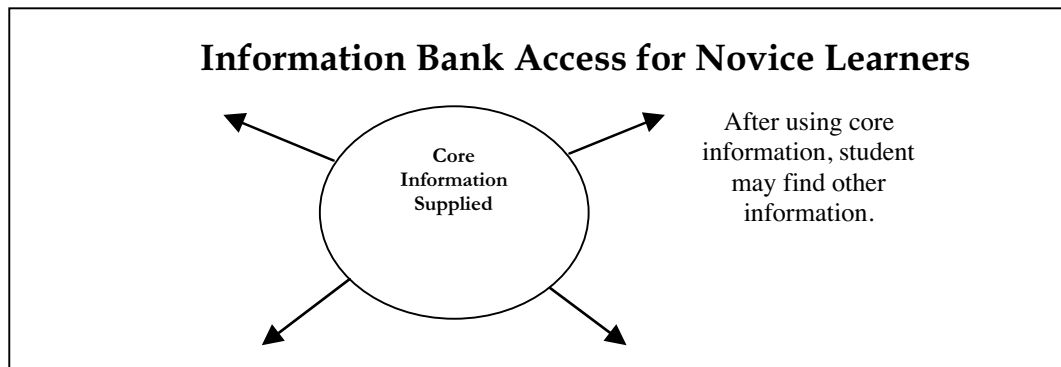 Information Bank Access for Novice Learners
Core
Information
Supplied
After using core
information, student
may find other
information.